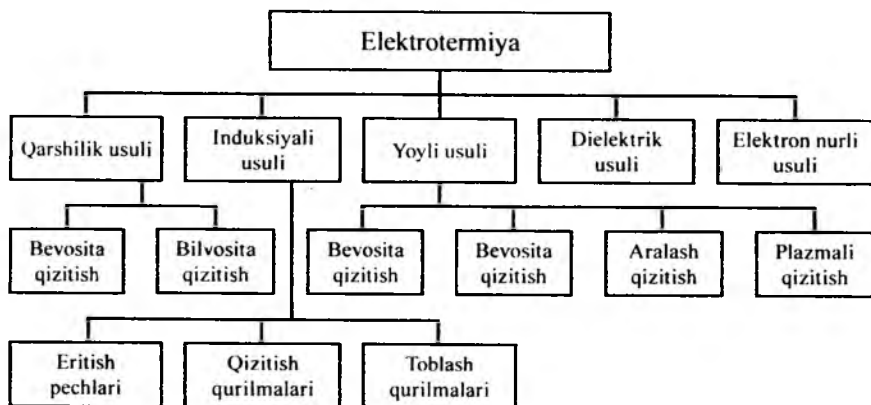 Elektrotermiya
Qarshilik usuli
Induksiyali
usuli
Yoyli usuli
Dielektrik
usuli
Elektron nurli
usuli
Bevosita
qizitish
Bilvosita
qizitish
Bevosita
qizitish
Bevosita
qizitish
Aralash
qizitish
Plazmali
qizitish
Eritish
pechlari
Qizitish
qurilmalari
Toblash
qurilmalari